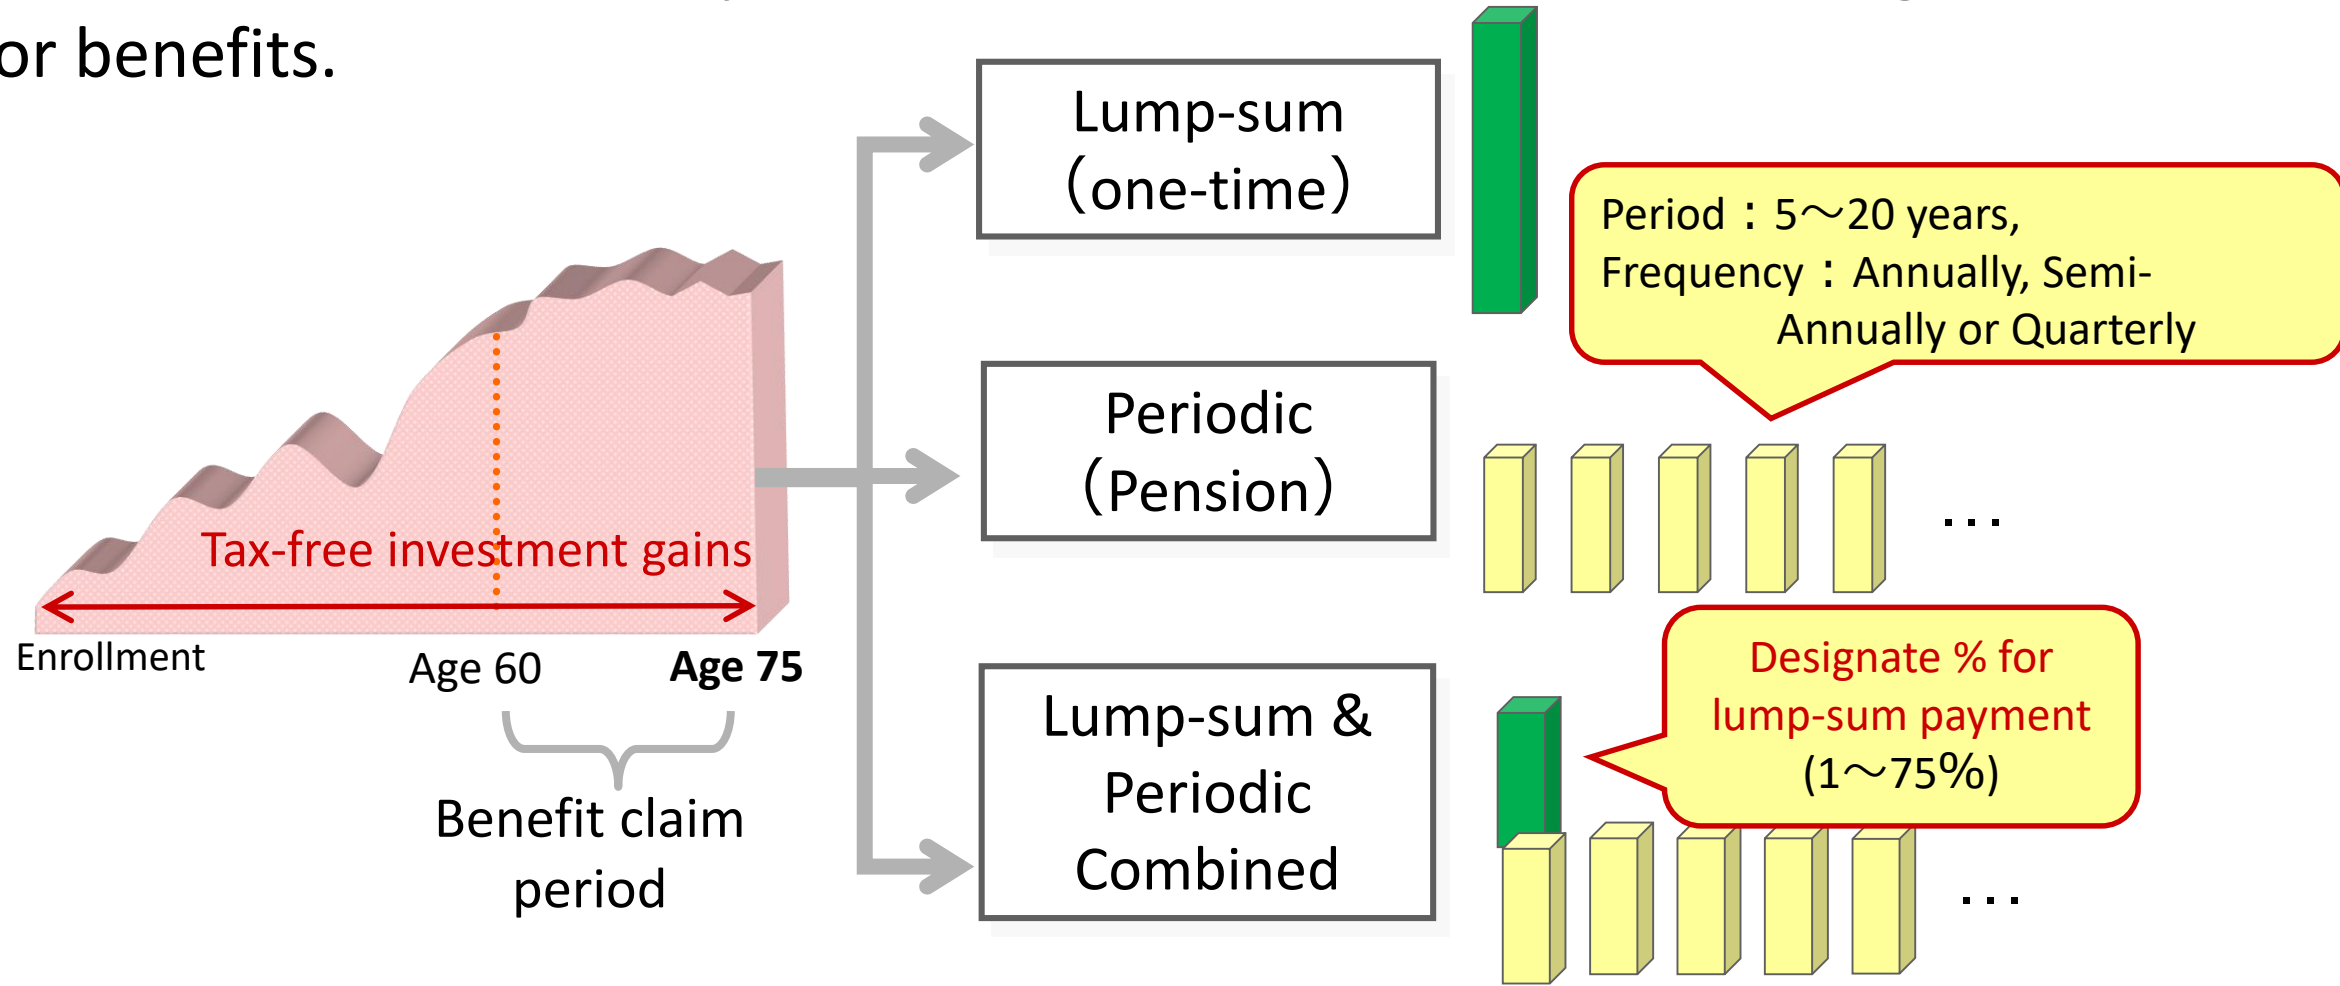 or benefits.
Lump-sum
（one-time）
Period：5～20 years,
Frequency：Annually, Semi-
Annually or Quarterly
Periodic
（Pension）
...
Tax-free investment gains
Enrollment
Age 60
Age 75
Benefit claim
period
Lump-sum &
Periodic
Combined
Designate % for
lump-sum payment
(1～75%)
...